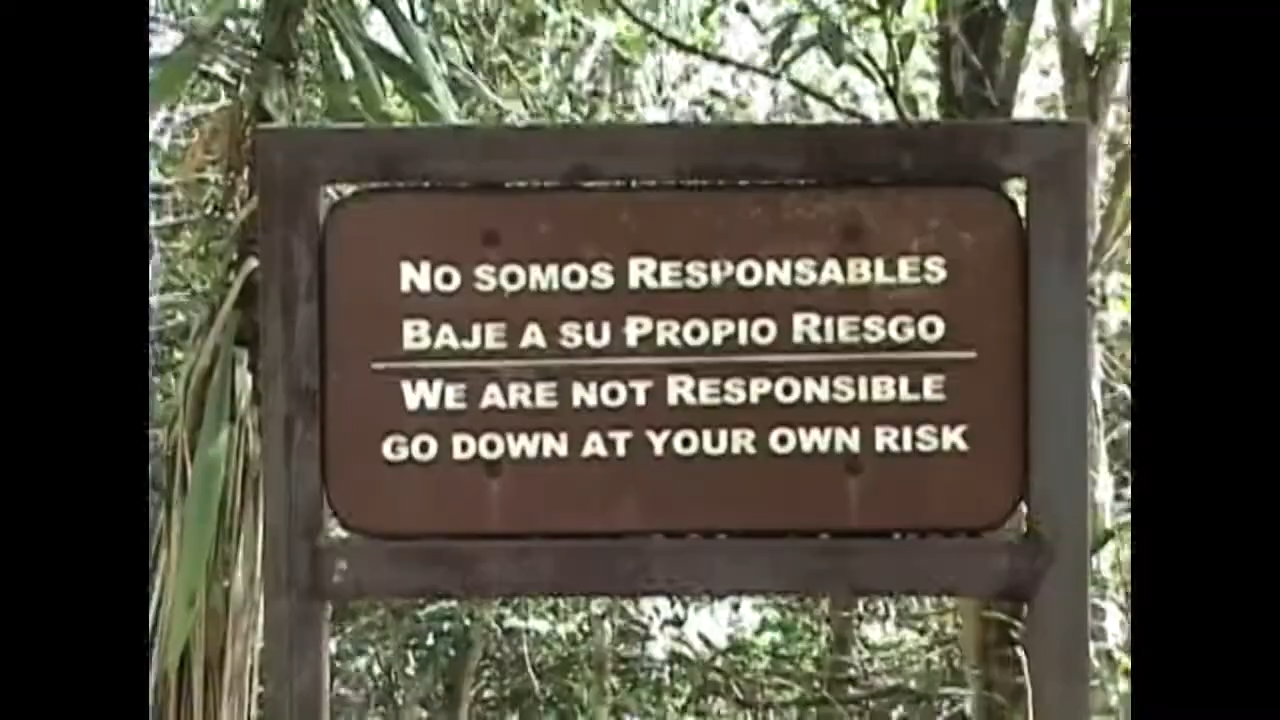 No somos Responsables
Baje a su Propio Riesgo
We are not Responsible
go down at your own risk